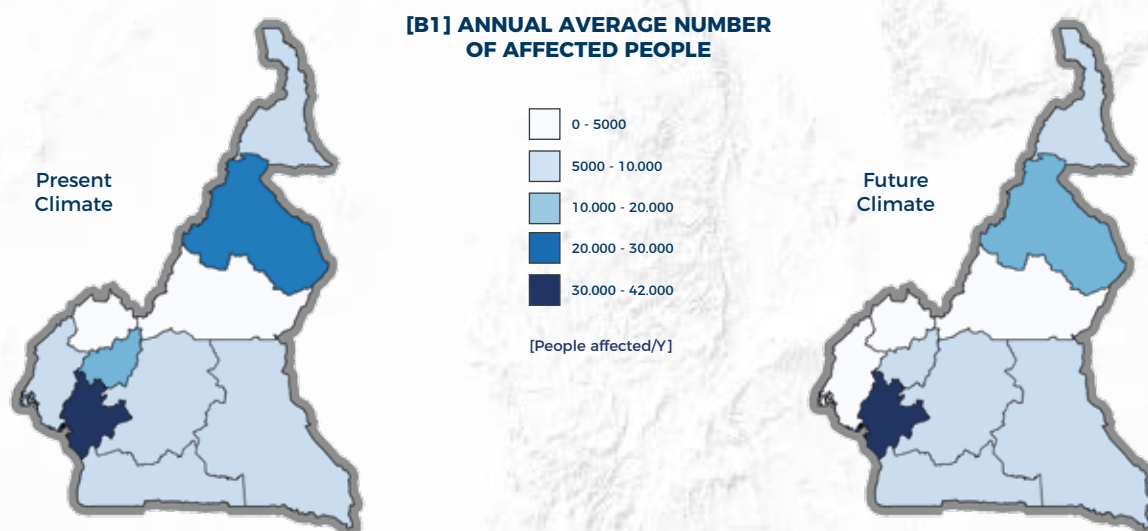 [B1] ANNUAL AVERAGE NUMBER
OF AFFECTED PEOPLE
Present
Climate
0 - 5000
5000 - 10.000
10.000 - 20.000
20.000 - 30.000
30.000 - 42.000
[People affected/Y]
Future
Climate